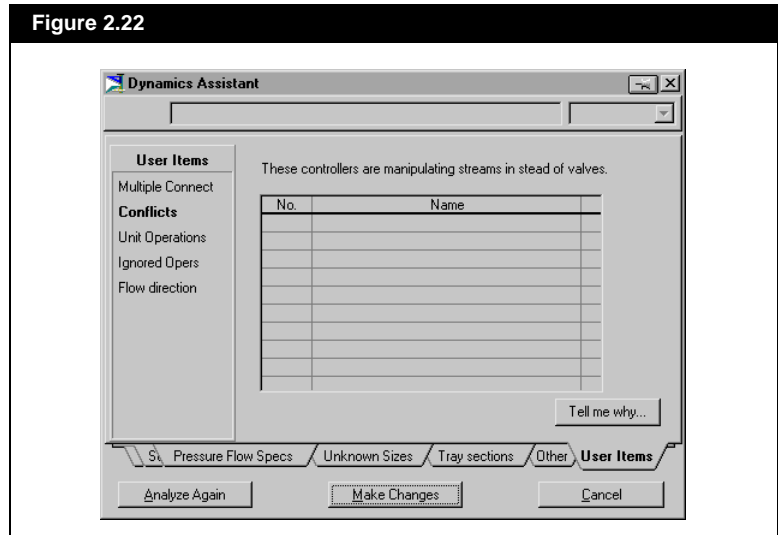 Figure 2.22
Dynamics Assistant
User Items
Multiple Connect
Conflicts
Unit Operations
Ignored Opers
Flow direction
These controllers are manipulating streams in stead of valves.
No. Name
Tell me why...
Pressure Flow Specs Unknown Sizes Tray sections Other User Items
Analyze Again Make Changes Cancel